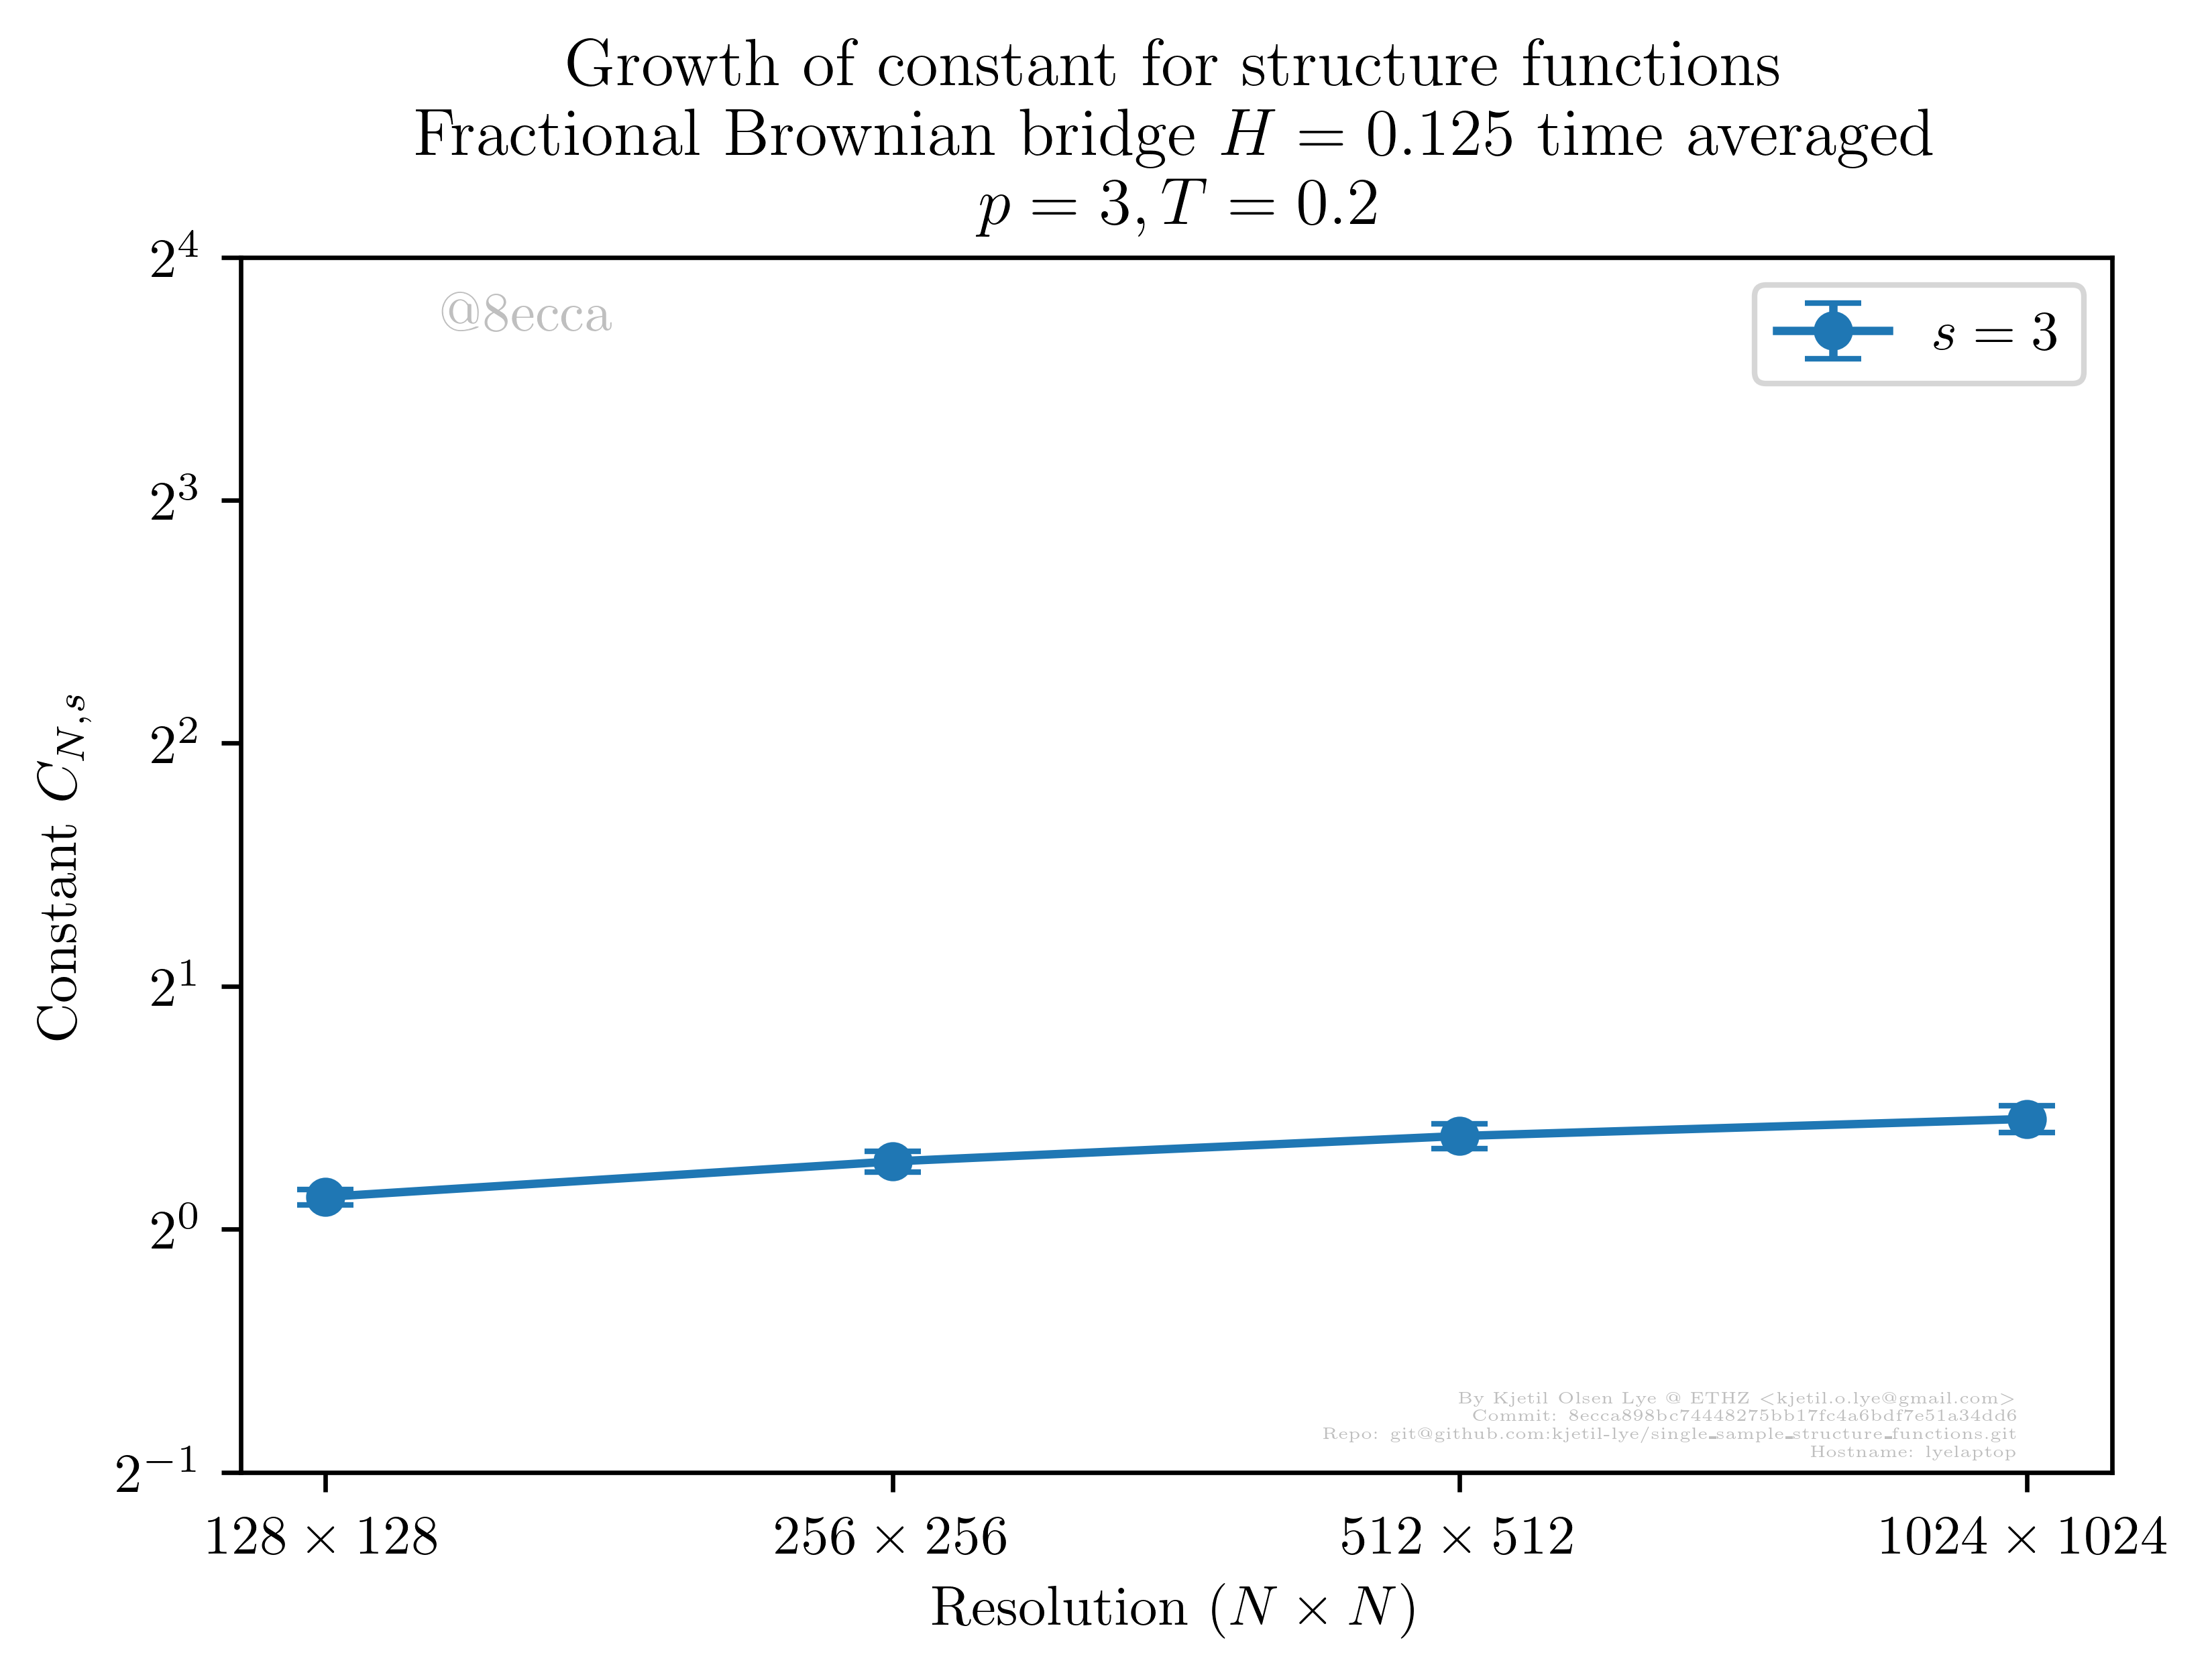 Growth of constant for structure functions
Fractional Brownian bridge H = 0.125 time averaged
p = 3, T = 0.2
2^4
@8ecca
s = 3
2^3
2^2
2^1
2^0
2^{-1}
Constant C_{N,s}
By Kjetil Olsen Lye @ ETHZ <kjetil.o.lye@gmail.com>
Commit: 8ecca898bc74448275bb17fc4a6bdf7e51a34dd6
Repo: git@github.com:kjetil-lye/single_sample_structure_functions.git
Hostname: lyelaptop
128 × 128 256 × 256 512 × 512 1024 × 1024
Resolution (N × N)